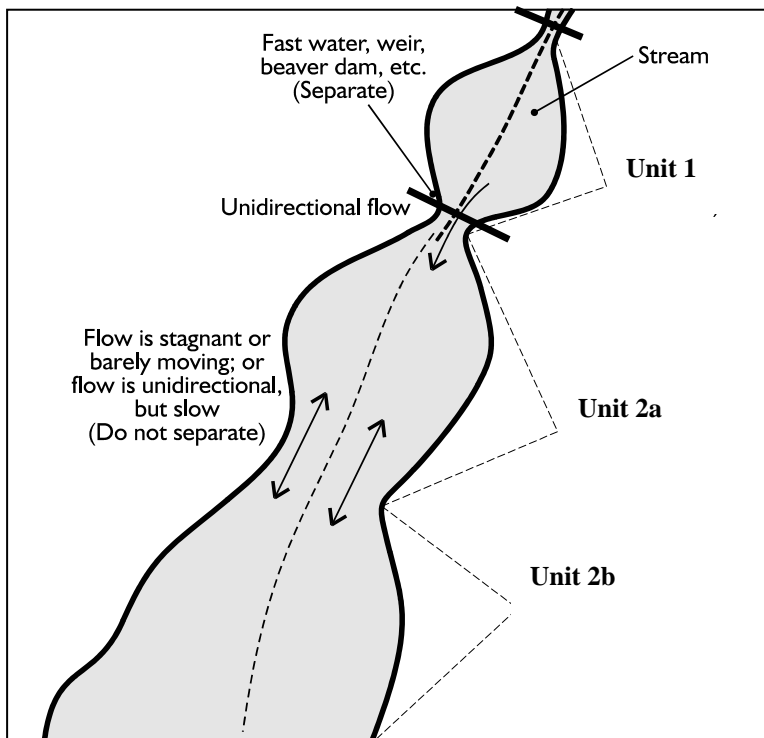 Fast water, weir,
beaver dam, etc.
(Separate)
Stream
Unit 1
Unidirectional flow
Flow is stagnant or
barely moving; or
flow is unidirectional,
but slow
(Do not separate)
Unit 2a
Unit 2b